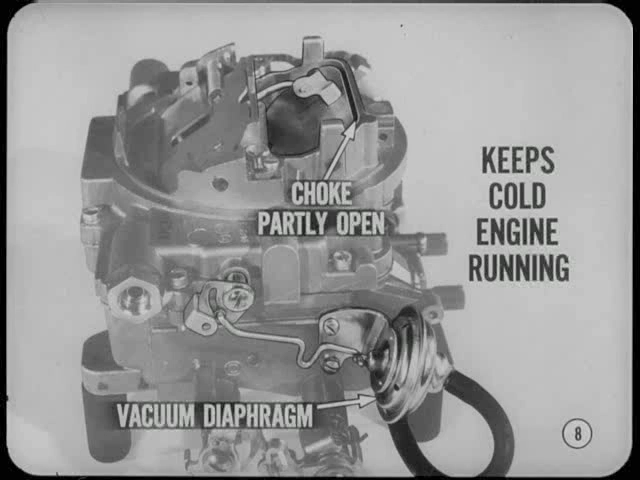 CHOKE
PARTLY OPEN
KEEPS
COLD
ENGINE
RUNNING
VACUUM DIAPHRAGM
8